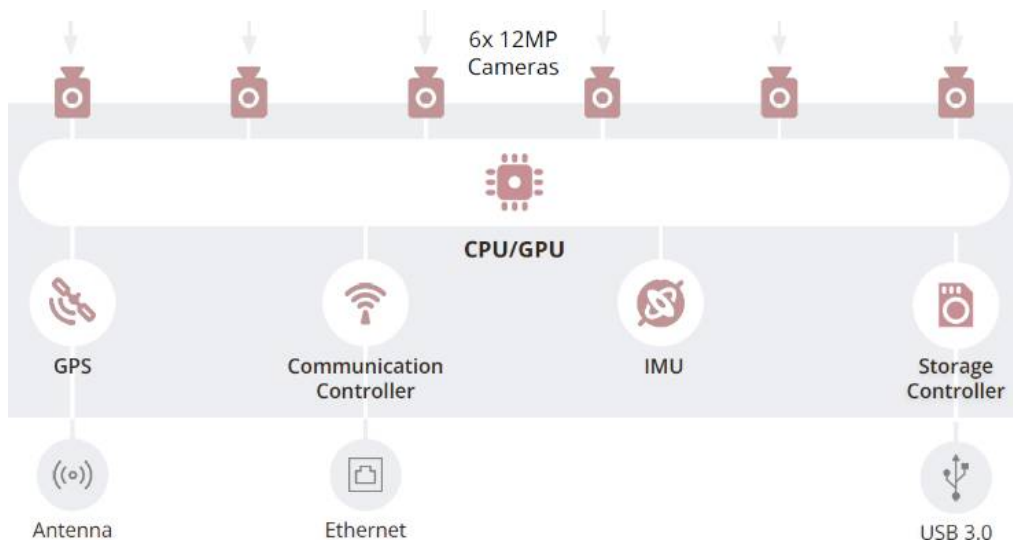 6x 12MP
Cameras
CPU/GPU
GPS
Communication
Controller
IMU
Storage
Controller
Antenna
Ethernet
USB 3.0